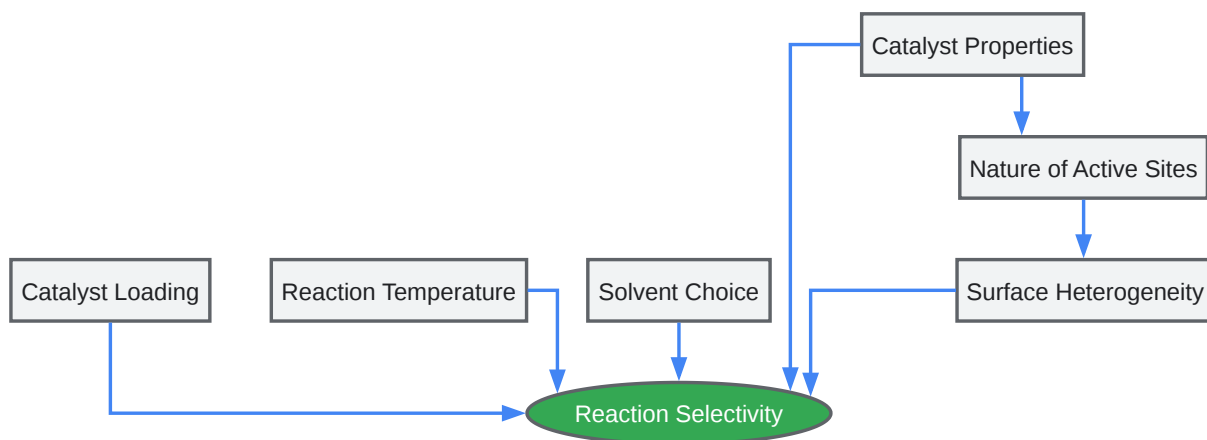 Catalyst Properties
Nature of Active Sites
Catalyst Loading
Reaction Temperature
Solvent Choice
Surface Heterogeneity
Reaction Selectivity